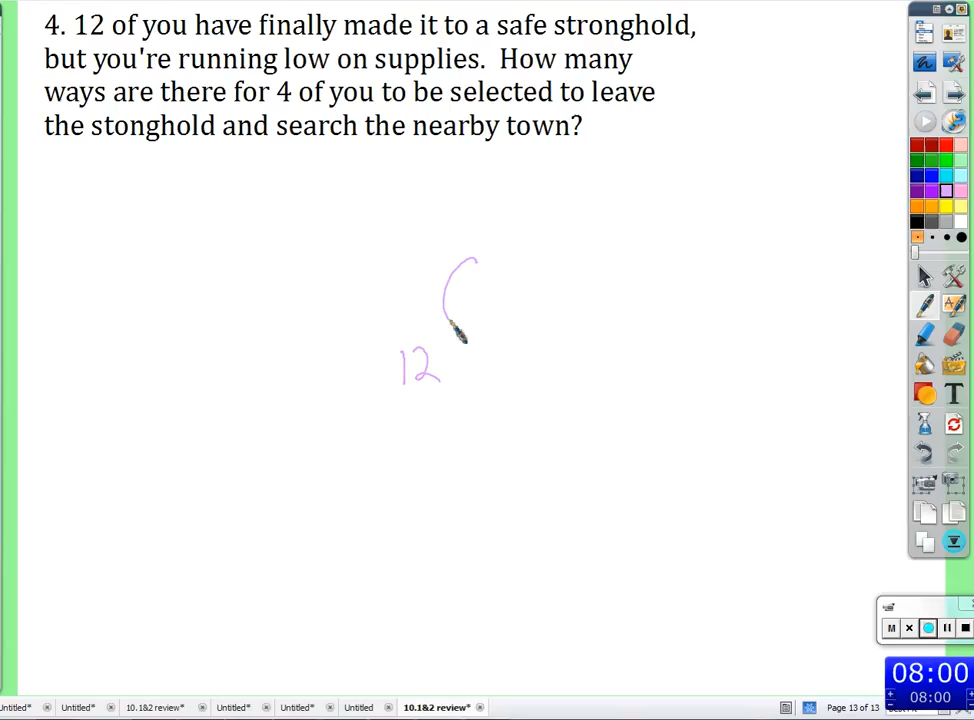 4. 12 of you have finally made it to a safe stronghold,
but you're running low on supplies.  How many
ways are there for 4 of you to be selected to leave
the stonghold and search the nearby town?
12
M
08:00
08:00
Untitled* Untitled* 10.1&2 review* Untitled* Untitled* Untitled 10.1&2 review* Page 13 of 13